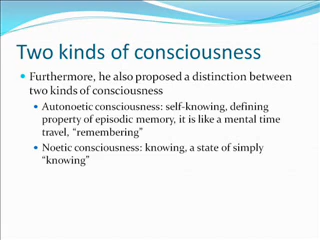 Two kinds of consciousness
Furthermore, he also proposed a distinction between
two kinds of consciousness
Autonoetic consciousness: self-knowing, defining
property of episodic memory, it is like a mental time
travel, “remembering”
Noetic consciousness: knowing, a state of simply
“knowing”